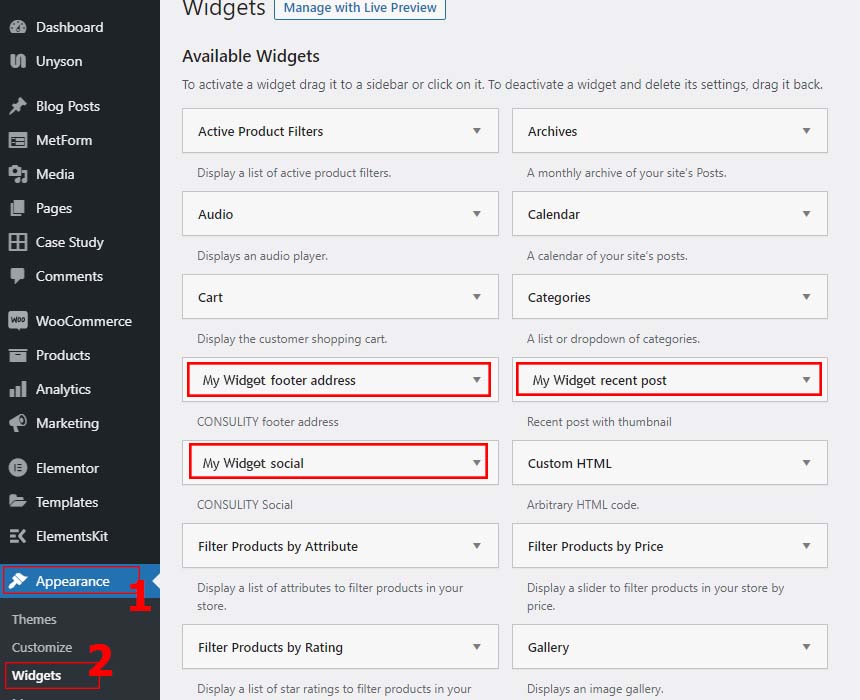 Widgets
Manage with Live Preview
Dashboard
Unyson
Blog Posts
MetForm
Media
Pages
Case Study
Comments
WOO
WooCommerce
Products
Analytics
Marketing
Elementor
Templates
ElementsKit
Appearance
1
Themes
Customize
2
Widgets
Available Widgets
To activate a widget drag it to a sidebar or click on it. To deactivate a widget and delete its settings, drag it back.
Active Product Filters
Archives
Display a list of active product filters.
A monthly archive of your site's Posts.
Audio
Calendar
Displays an audio player.
A calendar of your site's posts.
Cart
Categories
Display the customer shopping cart.
A list or dropdown of categories.
My Widget footer address
My Widget recent post
CONSULITY footer address
Recent post with thumbnail
My Widget social
Custom HTML
CONSULITY Social
Arbitrary HTML code.
Filter Products by Attribute
Filter Products by Price
Display a list of attributes to filter products in your
store.
Display a slider to filter products in your store by
price.
Filter Products by Rating
Gallery
Display a list of star ratings to filter products in your
Displays an image gallery.